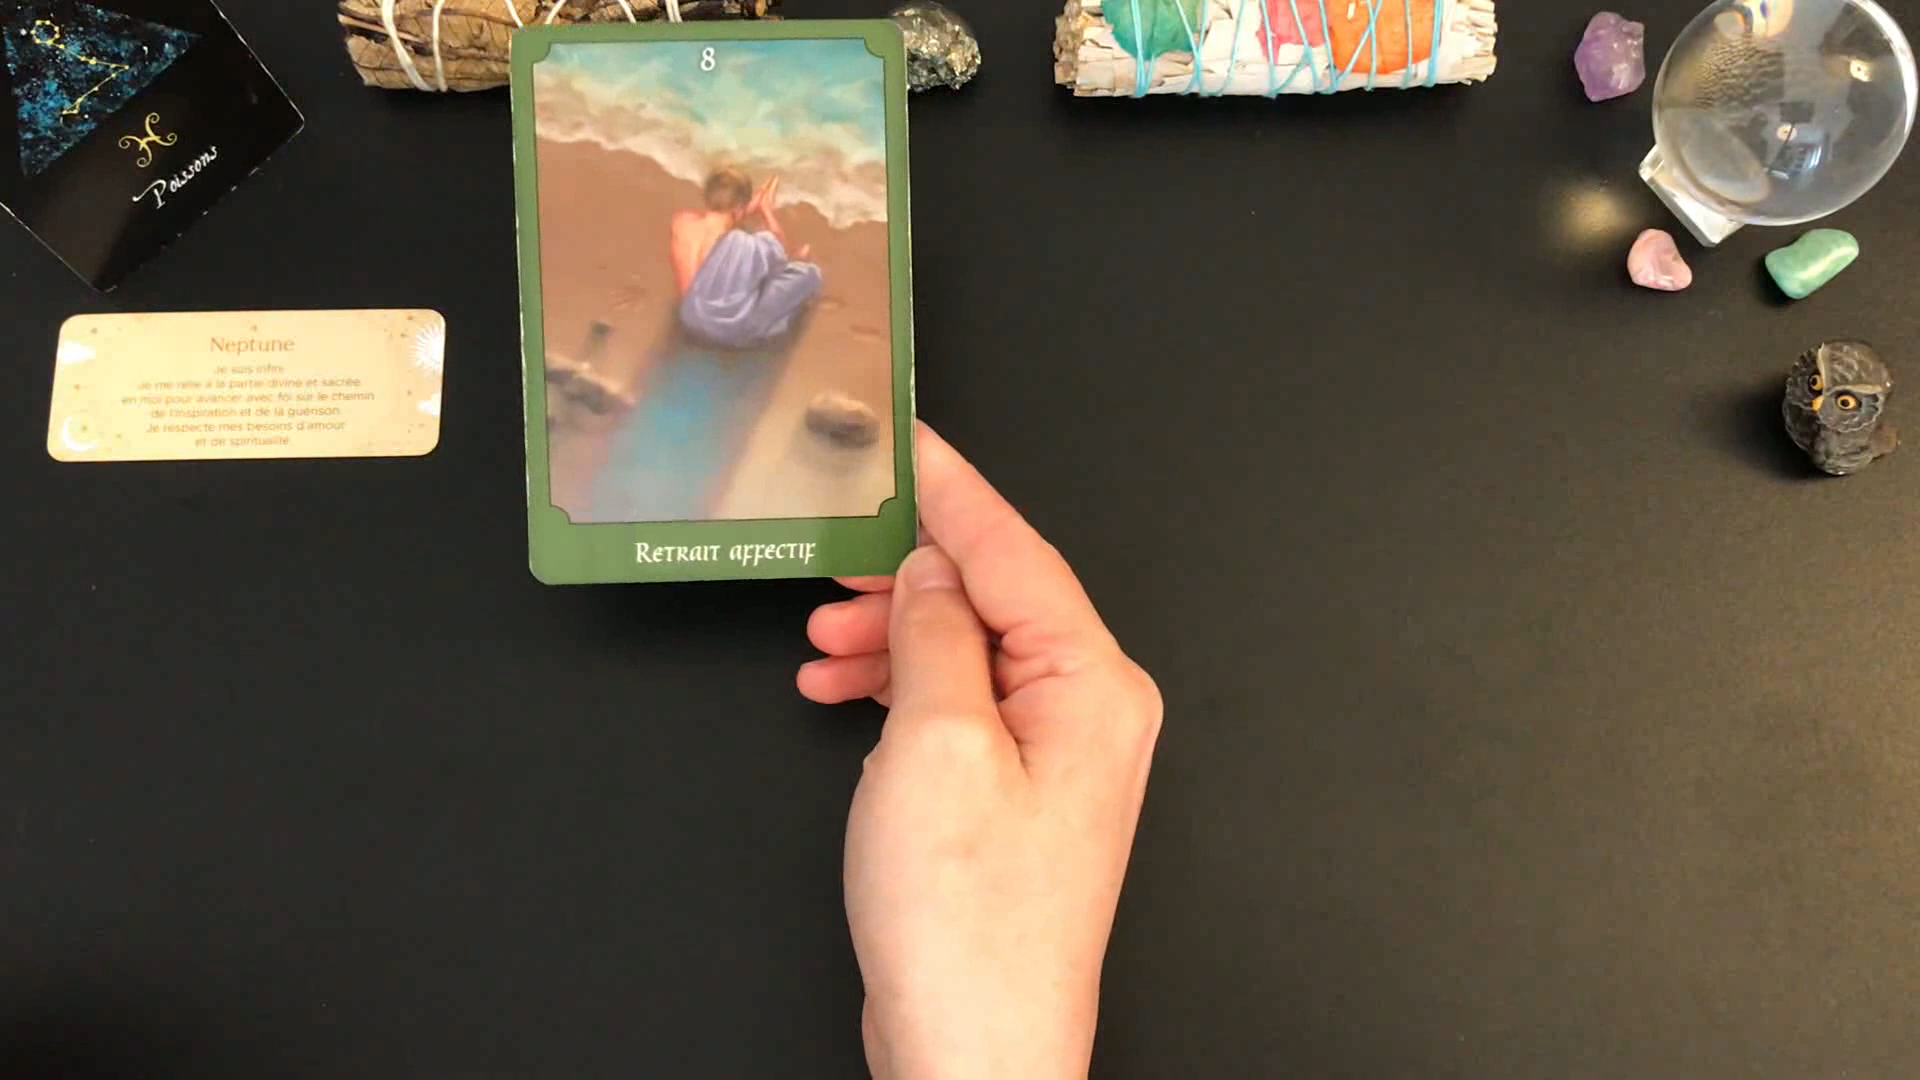 Poissons
Neptune
Je suis infini
Je me relie à la partie divine et sacrée
en moi pour avancer avec foi sur le chemin
de l'inspiration et de la guérison.
Je respecte mes besoins d'amour
et de spiritualité.
8
Retrait affectif